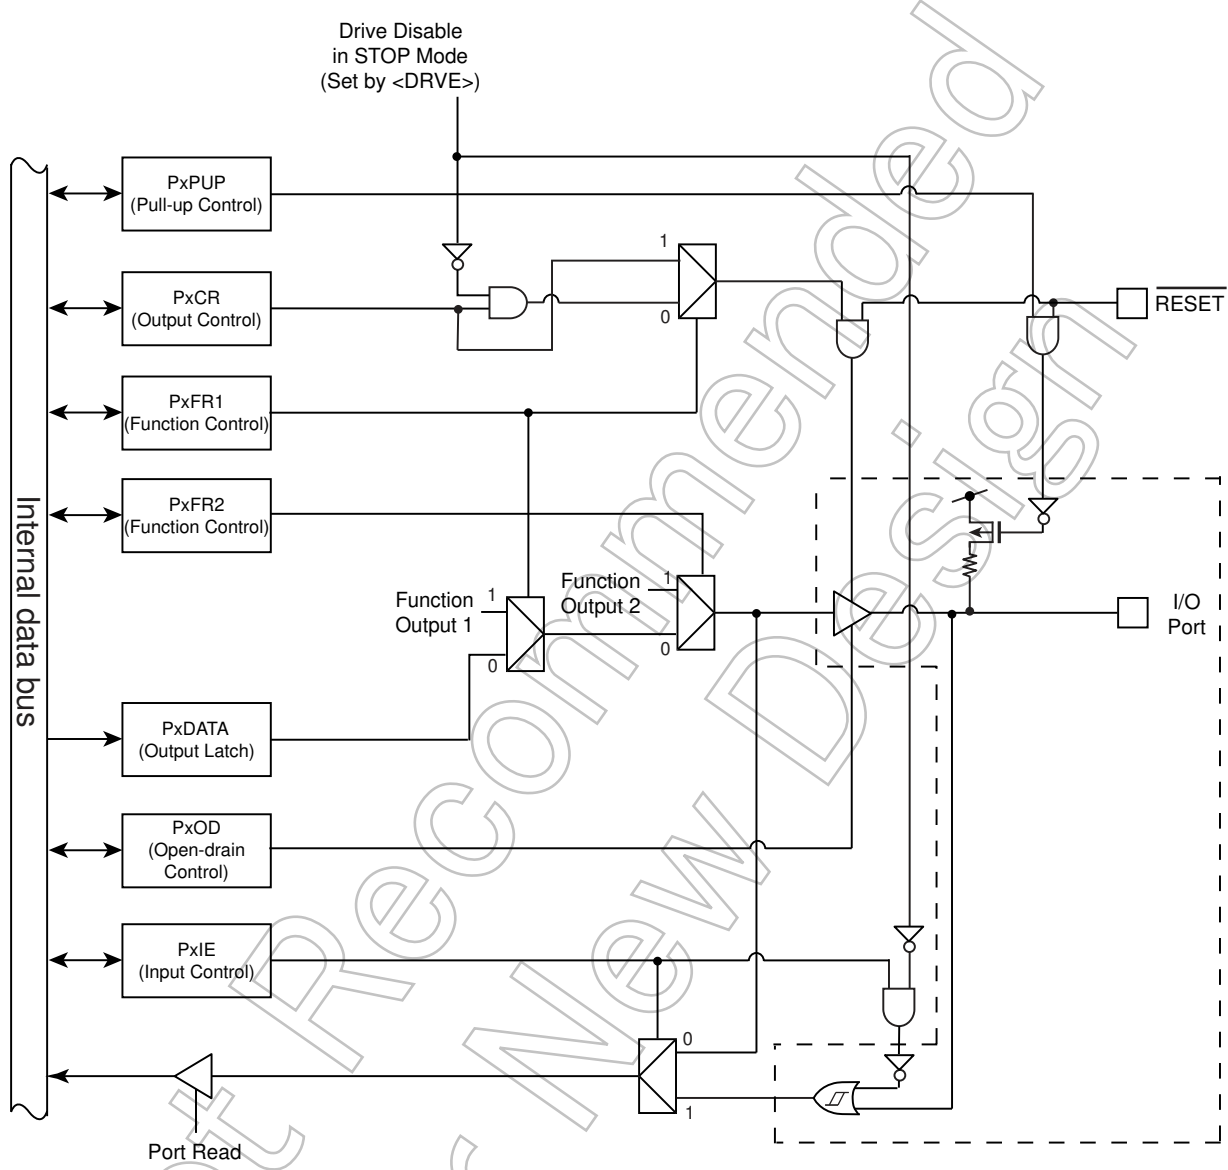 Drive Disable
in STOP Mode
(Set by <DRVE>)
PxPUP
(Pull-up Control)
1
PxCR
(Output Control)
0
RESET
PxFR1
(Function Control)
PxFR2
(Function Control)
Internal data bus
Function
Output 1
1
0
Function
Output 2
1
0
I/O
Port
PxDATA
(Output Latch)
PxOD
(Open-drain
Control)
PxIE
(Input Control)
0
1
Port Read
Not Recommended
for New Design